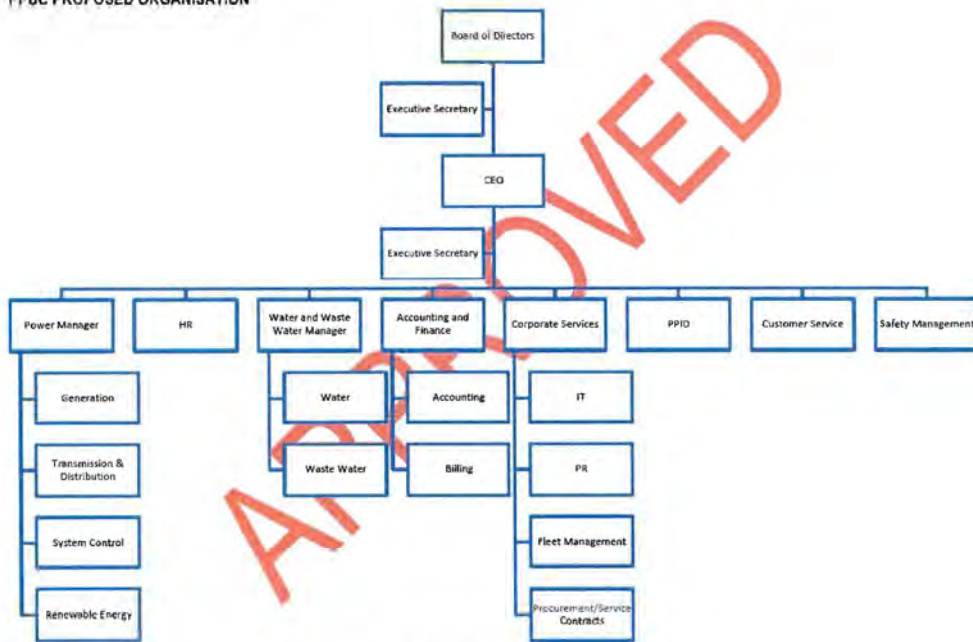 PROPOSED ORGANISATION
Board of Directors
Executive Secretary
CEO
Executive Secretary
Power Manager
HR
Water and Waste
Water Manager
Accounting and
Finance
Corporate Services
PPID
Customer Service
Safety Management
Generation
Water
Accounting
IT
Transmission &
Distribution
Waste Water
Billing
PR
System Control
Fleet Management
Renewable Energy
Procurement/Service
Contracts
APPROVED